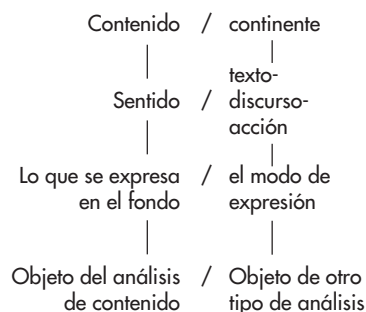 Contenido / continente
Sentido / texto-
discurso-
acción
Lo que se expresa / el modo de
en el fondo expresión
Objeto del análisis / Objeto de otro
de contenido tipo de análisis